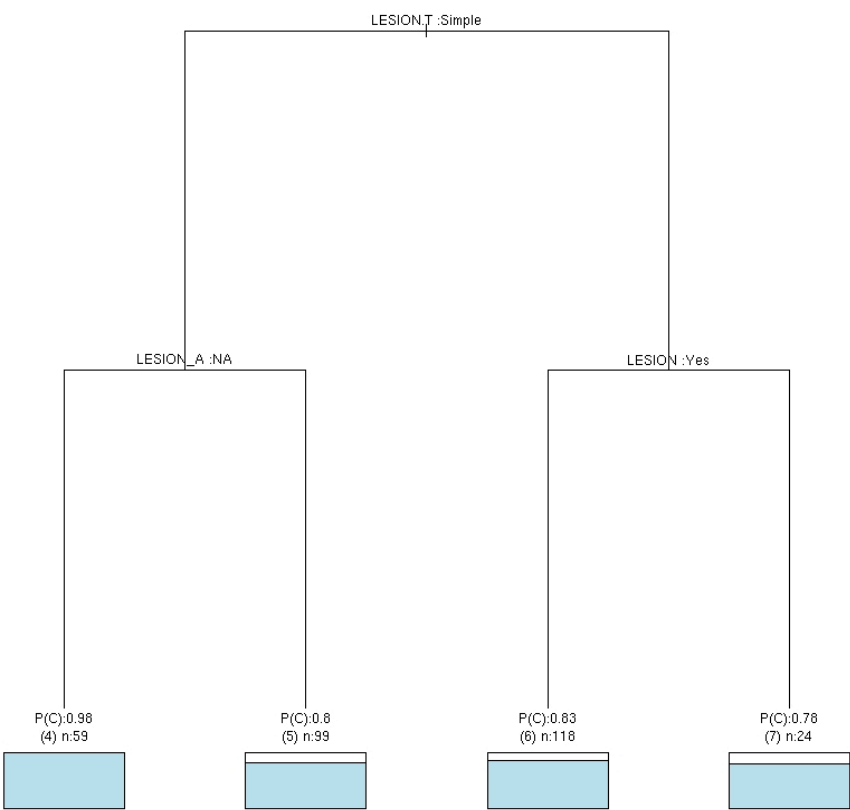 LESION.T :Simple
LESION_A :NA
LESION :Yes
P(C):0.98
(4) n:59
P(C):0.8
(5) n:99
P(C):0.83
(6) n:118
P(C):0.78
(7) n:24